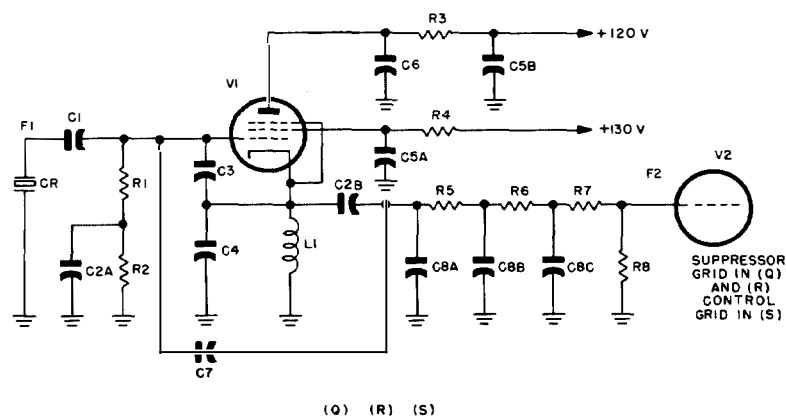 +120 V
R3
C6
C5B
V1
F1
C1
R4
+130 V
C5A
V2
CR
R1
C3
C2B
R5
R6
R7
F2
C2A
R2
C4
L1
C8A
C8B
C8C
R8
SUPPRESSOR
GRID IN (Q)
AND (R)
CONTROL
GRID IN (S)
C7
(Q) (R) (S)